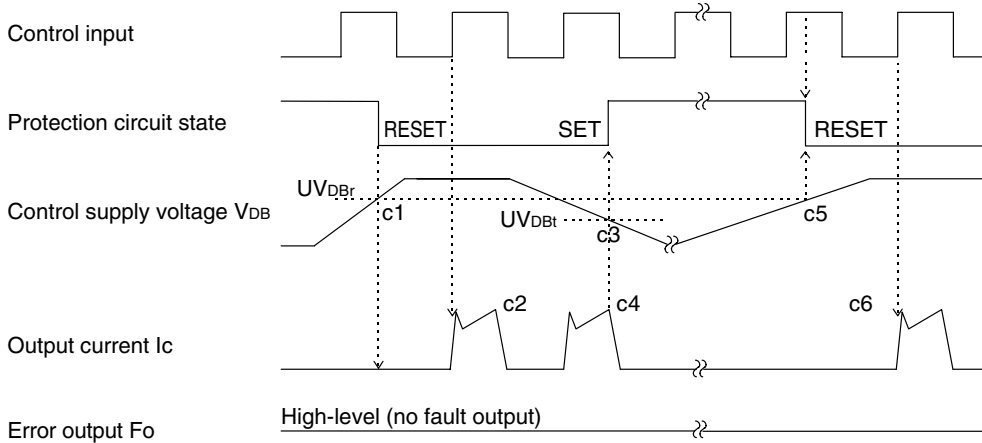 Control input
Protection circuit state
RESET
SET
RESET
UVDBr
Control supply voltage VDB
c1
UVDBt
c3
c5
c2
c4
c6
Output current Ic
High-level (no fault output)
Error output Fo